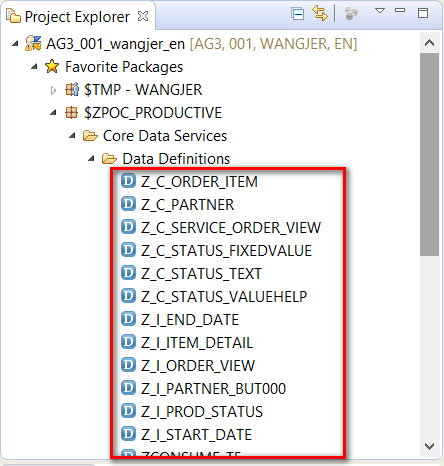 Project Explorer
AG3_001_wangjer_en [AG3, 001, WANGJER, EN]
Favorite Packages
$TMP - WANGJER
$ZPOC_PRODUCTIVE
Core Data Services
Data Definitions
D Z_C_ORDER_ITEM
D Z_C_PARTNER
D Z_C_SERVICE_ORDER_VIEW
D Z_C_STATUS_FIXEDVALUE
D Z_C_STATUS_TEXT
D Z_C_STATUS_VALUEHELP
D Z_I_END_DATE
D Z_I_ITEM_DETAIL
D Z_I_ORDER_VIEW
D Z_I_PARTNER_BUT000
D Z_I_PROD_STATUS
D Z_I_START_DATE